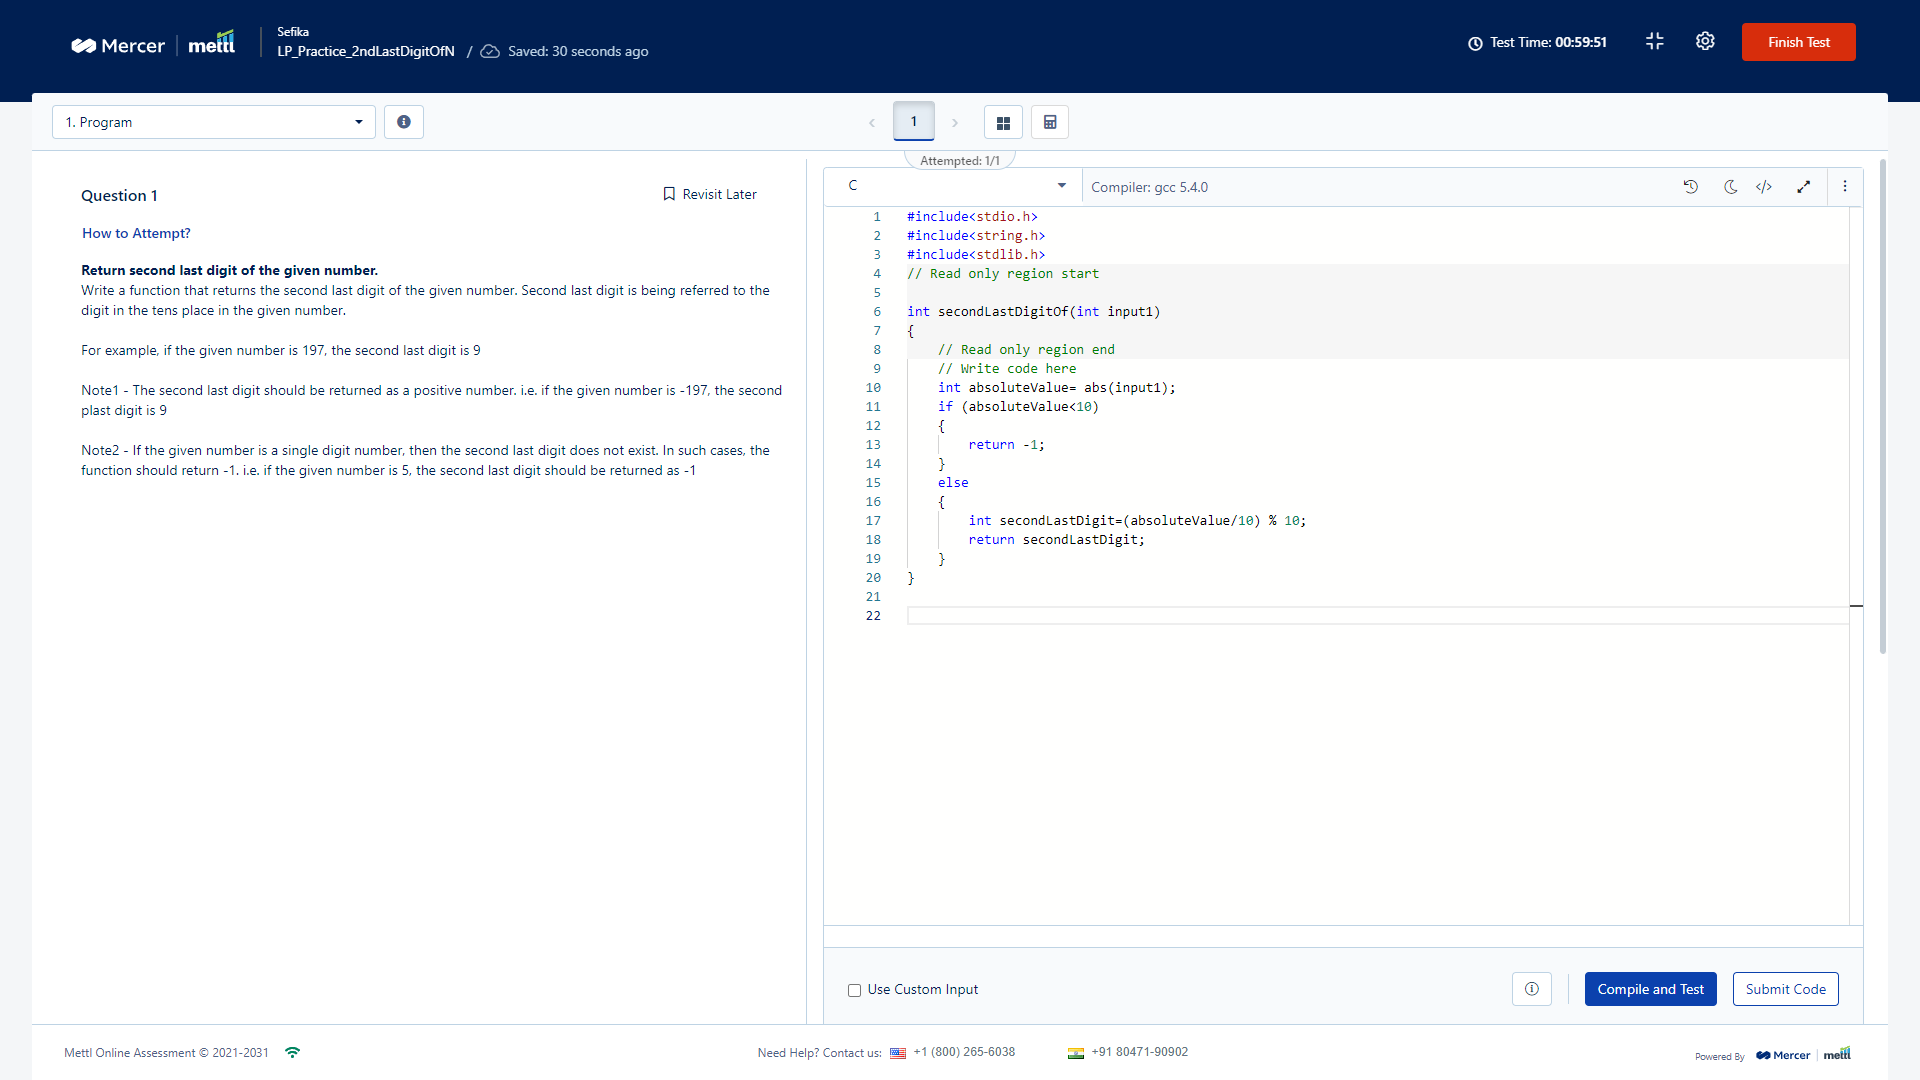 Mercer | mettl
Sefika
LP_Practice_2ndLastDigitOfN / Saved: 30 seconds ago
Test Time: 00:59:51
Finish Test
1. Program
1
Attempted: 1/1
Question 1
Revisit Later
How to Attempt?
Return second last digit of the given number.
Write a function that returns the second last digit of the given number. Second last digit is being referred to the
digit in the tens place in the given number.
For example, if the given number is 197, the second last digit is 9
Note1 - The second last digit should be returned as a positive number. i.e. if the given number is -197, the second
plast digit is 9
Note2 - If the given number is a single digit number, then the second last digit does not exist. In such cases, the
function should return -1. i.e. if the given number is 5, the second last digit should be returned as -1
C
Compiler: gcc 5.4.0
1 #include<stdio.h>
2 #include<string.h>
3 #include<stdlib.h>
4 // Read only region start
5
6 int secondLastDigitOf(int input1)
7 {
8     // Read only region end
9     // Write code here
10     int absoluteValue= abs(input1);
11     if (absoluteValue<10)
12     {
13         return -1;
14     }
15     else
16     {
17         int secondLastDigit=(absoluteValue/10) % 10;
18         return secondLastDigit;
19     }
20 }
21
22
Use Custom Input
Compile and Test
Submit Code
Mettl Online Assessment © 2021-2031
Need Help? Contact us: +1 (800) 265-6038
+91 80471-90902
Powered By Mercer | mettl